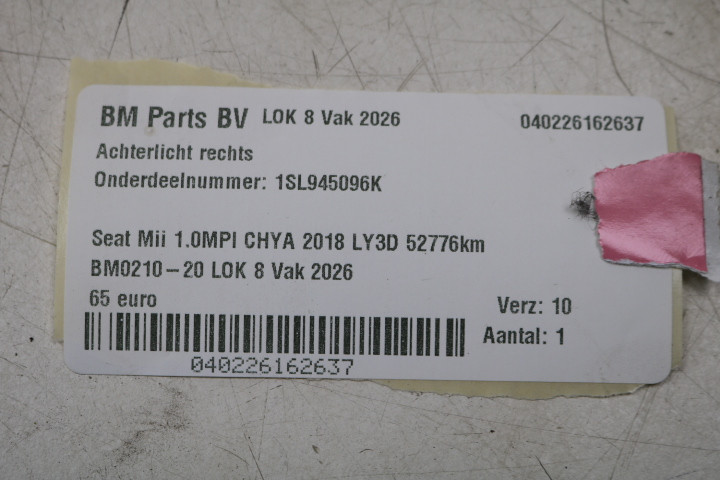 BM Parts BV LOK 8 Vak 2026 040226162637
Achterlicht rechts
Onderdeelnummer: 1SL945096K
Seat Mii 1.0MPI CHYA 2018 LY3D 52776km
BM0210-20 LOK 8 Vak 2026
65 euro
Verz: 10
Aantal: 1
040226162637